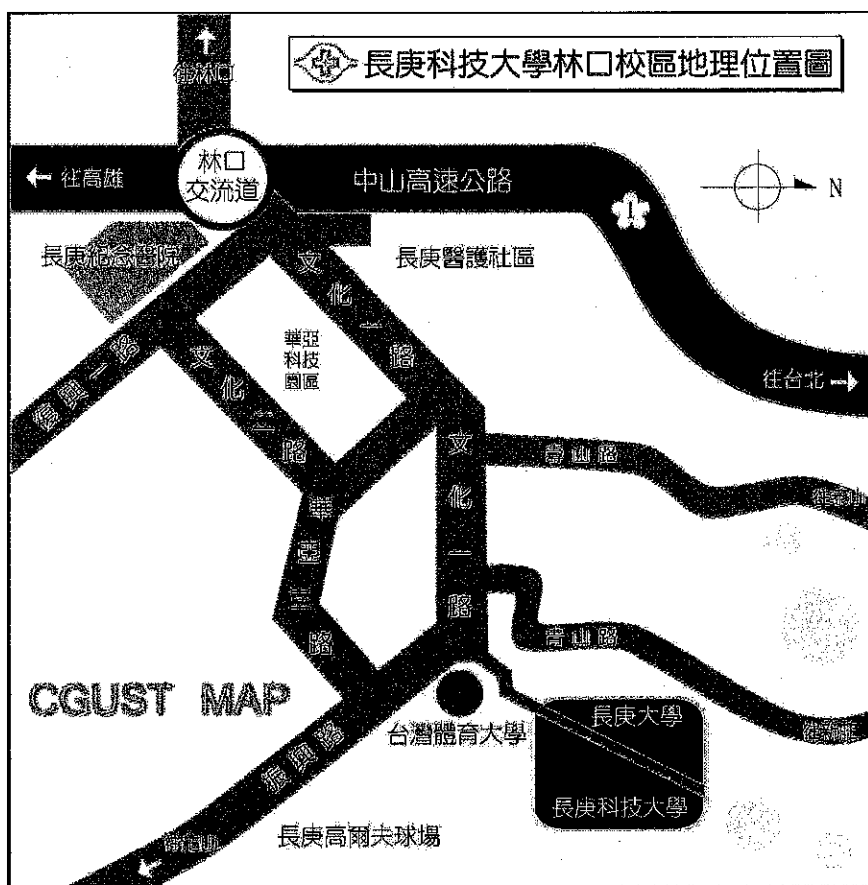 往林口
長庚科技大學林口校區地理位置圖
林口
交流道
往高雄
中山高速公路
1
N
長庚紀念醫院
長庚醫護社區
文化一路
華亞
科技
園區
往台北
復興一路
文化二路
文化一路
青山路
華亞三路
青山路
CGUST MAP
長庚大學
台灣體育大學
振興路
長庚科技大學
長庚高爾夫球場